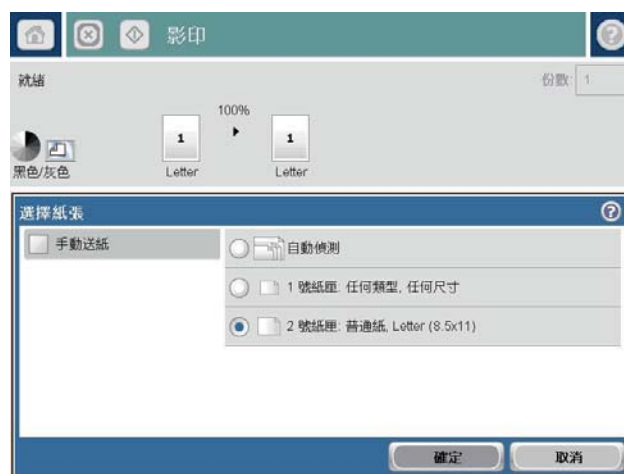 影印
就緒
份數: 1
100%
1 1
Letter Letter
黑色/灰色
選擇紙張
手動送紙
自動偵測
1 號紙匣: 任何類型, 任何尺寸
2 號紙匣: 普通紙, Letter (8.5x11)
確定 取消